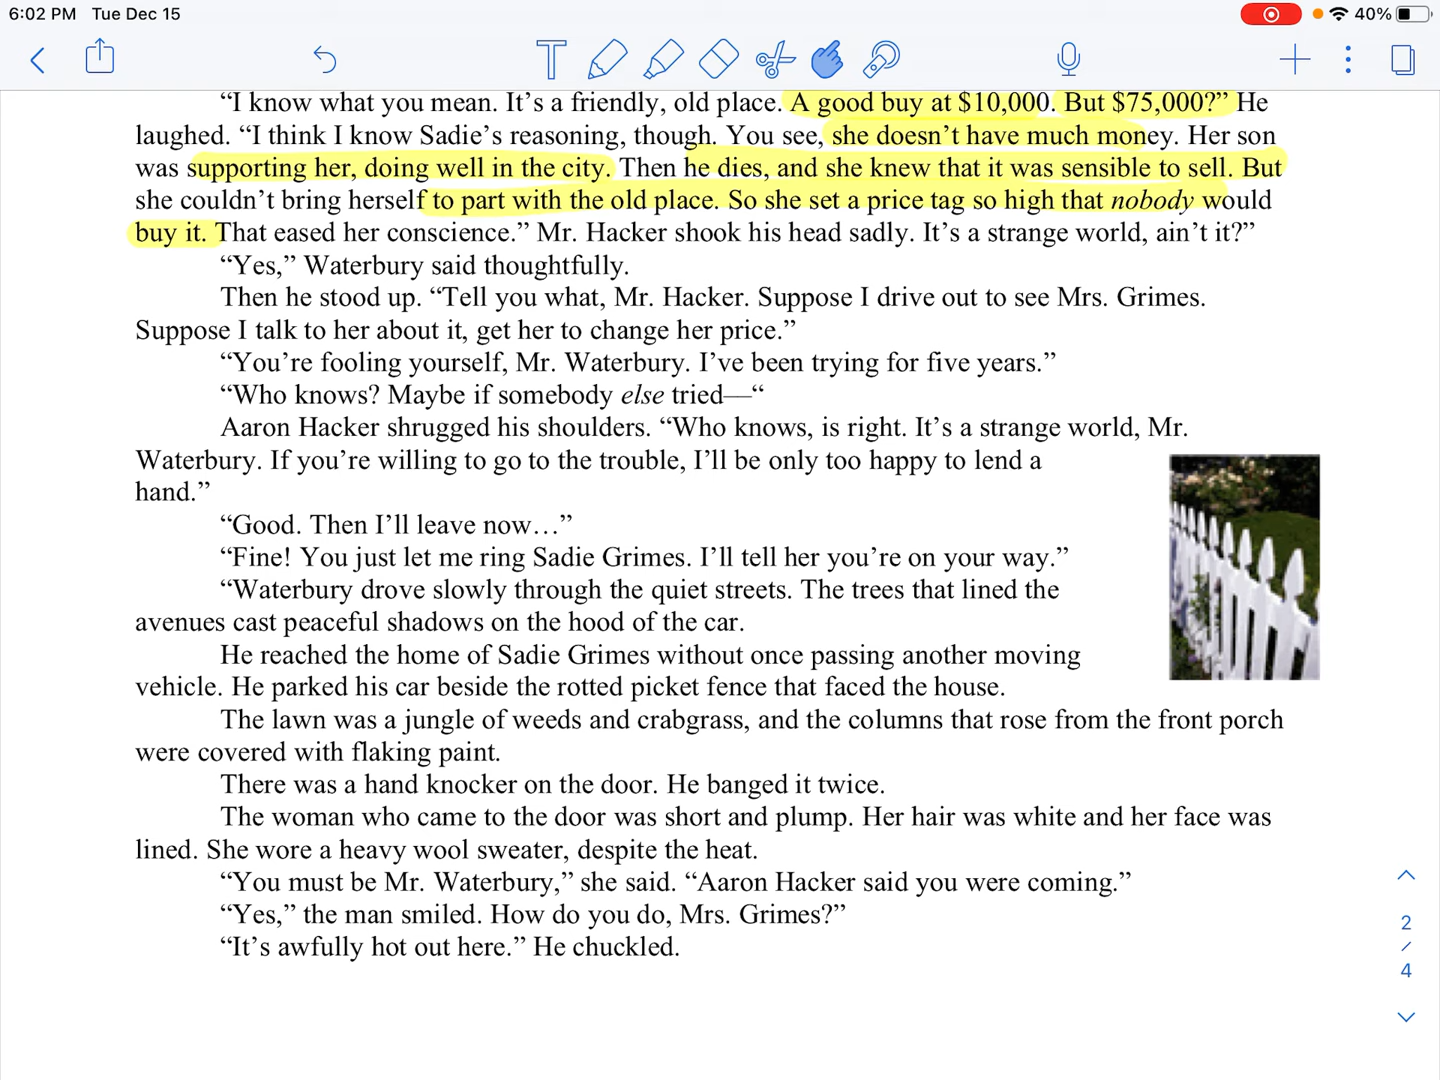 6:02 PM Tue Dec 15 40%
“I know what you mean. It’s a friendly, old place. A good buy at $10,000. But $75,000?” He
laughed. “I think I know Sadie’s reasoning, though. You see, she doesn’t have much money. Her son
was supporting her, doing well in the city. Then he dies, and she knew that it was sensible to sell. But
she couldn’t bring herself to part with the old place. So she set a price tag so high that nobody would
buy it. That eased her conscience.” Mr. Hacker shook his head sadly. It’s a strange world, ain’t it?”
“Yes,” Waterbury said thoughtfully.
Then he stood up. “Tell you what, Mr. Hacker. Suppose I drive out to see Mrs. Grimes.
Suppose I talk to her about it, get her to change her price.”
“You’re fooling yourself, Mr. Waterbury. I’ve been trying for five years.”
“Who knows? Maybe if somebody else tried—“
Aaron Hacker shrugged his shoulders. “Who knows, is right. It’s a strange world, Mr.
Waterbury. If you’re willing to go to the trouble, I’ll be only too happy to lend a
hand.”
“Good. Then I’ll leave now…”
“Fine! You just let me ring Sadie Grimes. I’ll tell her you’re on your way.”
“Waterbury drove slowly through the quiet streets. The trees that lined the
avenues cast peaceful shadows on the hood of the car.
He reached the home of Sadie Grimes without once passing another moving
vehicle. He parked his car beside the rotted picket fence that faced the house.
The lawn was a jungle of weeds and crabgrass, and the columns that rose from the front porch
were covered with flaking paint.
There was a hand knocker on the door. He banged it twice.
The woman who came to the door was short and plump. Her hair was white and her face was
lined. She wore a heavy wool sweater, despite the heat.
“You must be Mr. Waterbury,” she said. “Aaron Hacker said you were coming.”
“Yes,” the man smiled. How do you do, Mrs. Grimes?”
“It’s awfully hot out here.” He chuckled.
2
/
4